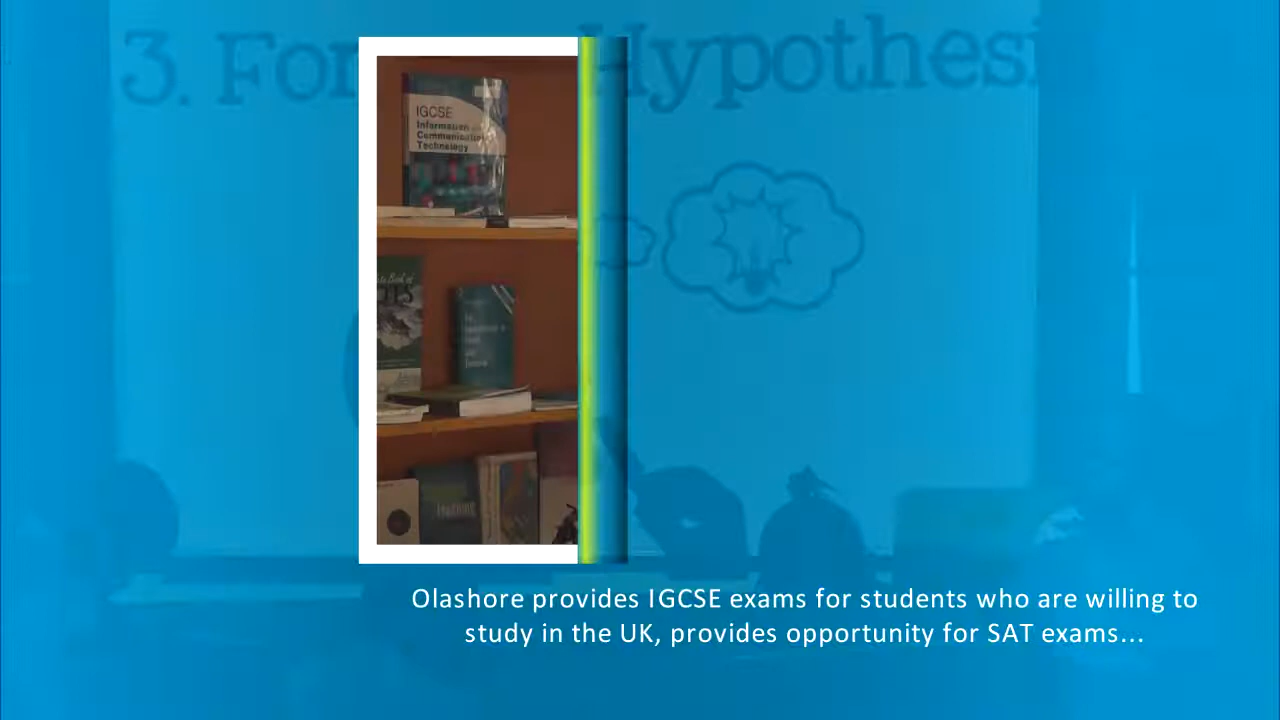 3. For Hypothesi
IGCSE
Information
Communication
Technology
Olashore provides IGCSE exams for students who are willing to
study in the UK, provides opportunity for SAT exams...